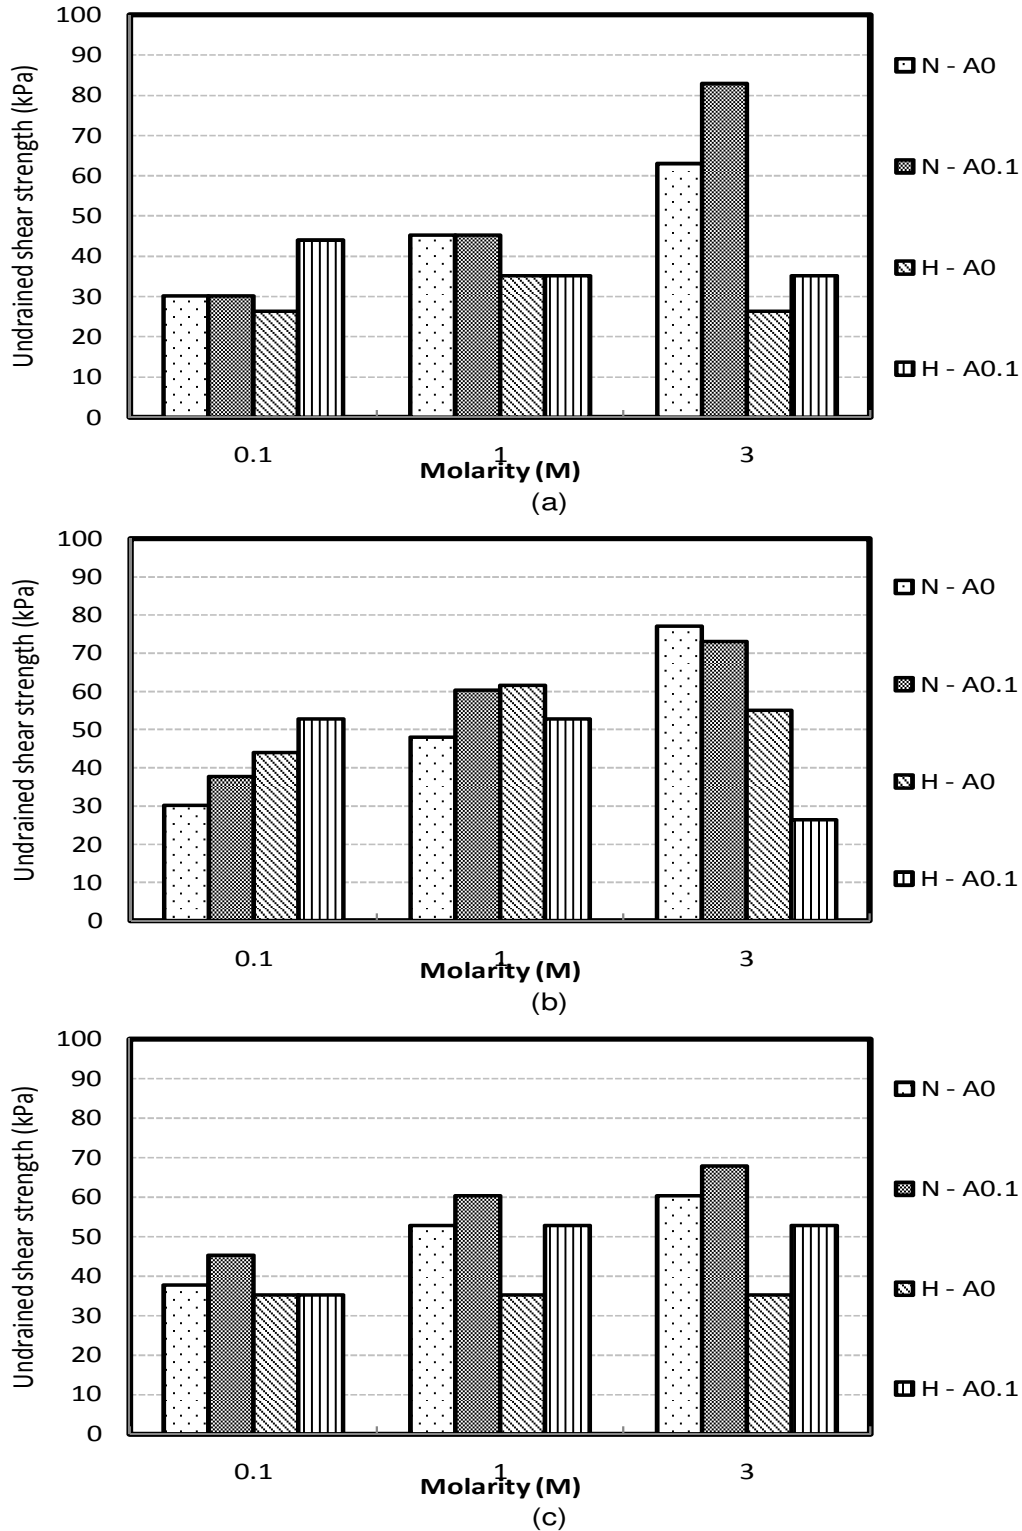 100
90
80
70
60
50
40
30
20
10
0
Undrained shear strength (kPa)
0.1
1
3
Molarity (M)
(a)
N - A0
N - A0.1
H - A0
H - A0.1
100
90
80
70
60
50
40
30
20
10
0
Undrained shear strength (kPa)
0.1
1
3
Molarity (M)
(b)
N - A0
N - A0.1
H - A0
H - A0.1
100
90
80
70
60
50
40
30
20
10
0
Undrained shear strength (kPa)
0.1
1
3
Molarity (M)
(c)
N - A0
N - A0.1
H - A0
H - A0.1